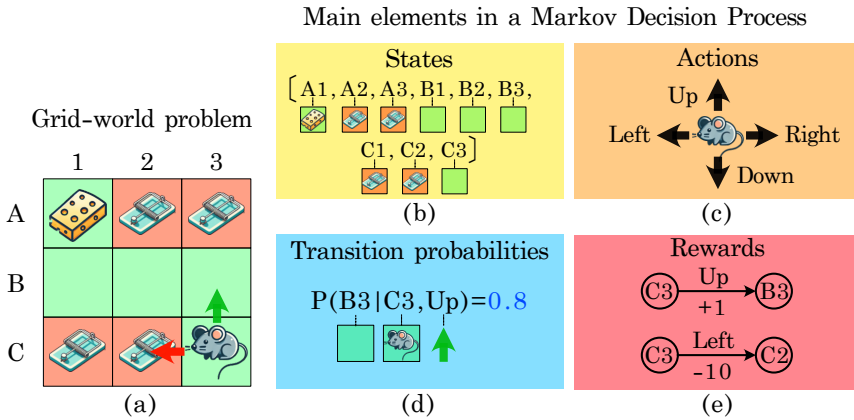 Main elements in a Markov Decision Process
Grid-world problem
1 2 3
A
B
C
(a)
States
[A1, A2, A3, B1, B2, B3,
C1, C2, C3]
(b)
Actions
Up
Left Right
Down
(c)
Transition probabilities
P(B3|C3,Up)=0.8
(d)
Rewards
C3 Up B3
+1
C3 Left C2
-10
(e)